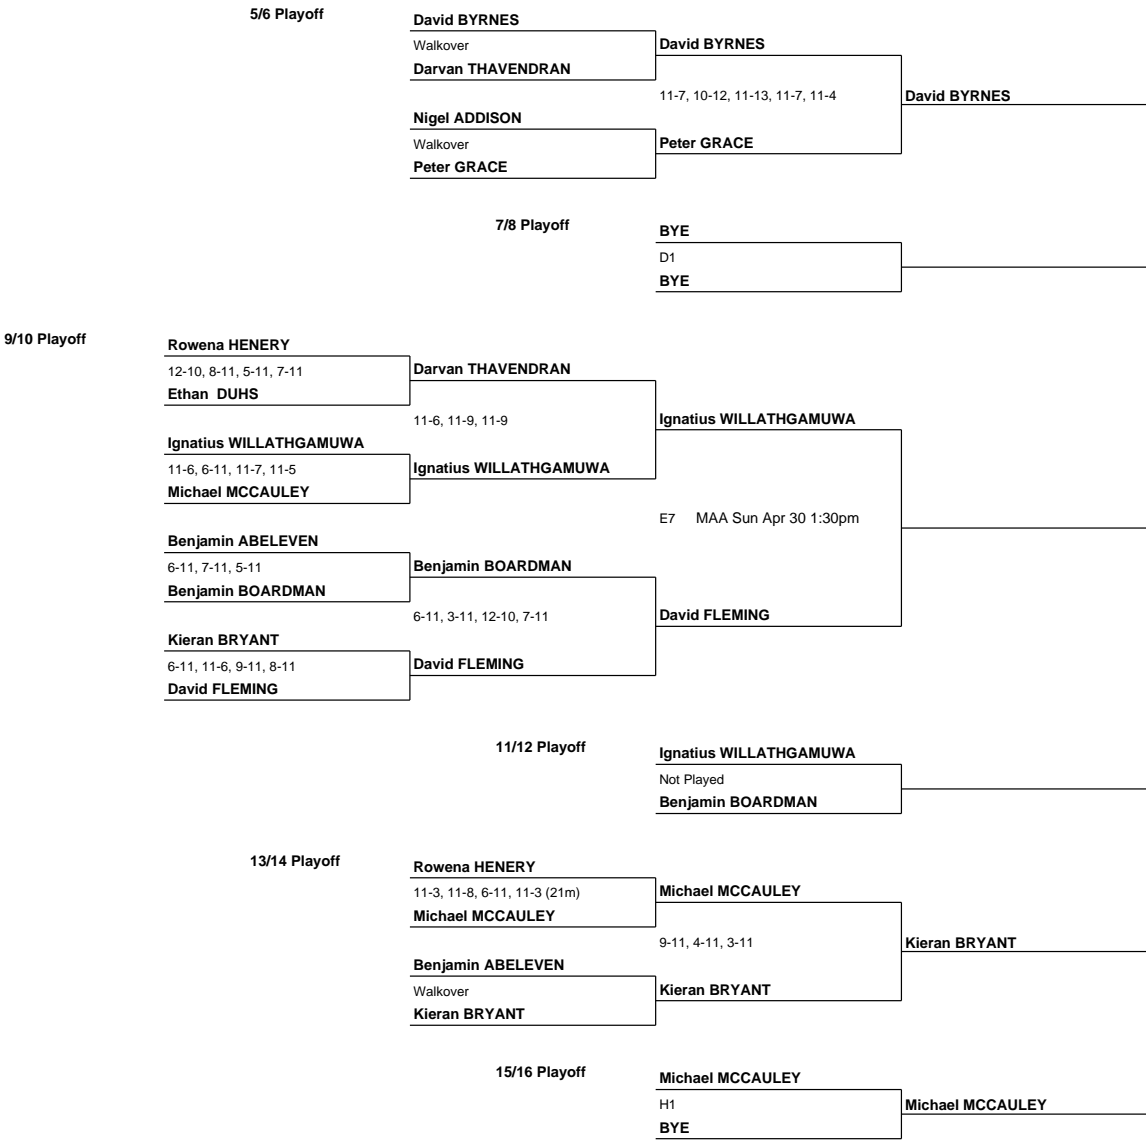 5/6 Playoff
David BYRNES
Walkover
David BYRNES
Darvan THAVENDRAN
11-7, 10-12, 11-13, 11-7, 11-4
David BYRNES
Nigel ADDISON
Walkover
Peter GRACE
Peter GRACE
7/8 Playoff
BYE
D1
BYE
9/10 Playoff
Rowena HENERY
12-10, 8-11, 5-11, 7-11
Darvan THAVENDRAN
Ethan DUHS
11-6, 11-9, 11-9
Ignatius WILLATHGAMUWA
Ignatius WILLATHGAMUWA
11-6, 6-11, 11-7, 11-5
Ignatius WILLATHGAMUWA
Michael MCCAULEY
E7 MAA Sun Apr 30 1:30pm
Benjamin ABELEVEN
6-11, 7-11, 5-11
Benjamin BOARDMAN
Benjamin BOARDMAN
6-11, 3-11, 12-10, 7-11
David FLEMING
Kieran BRYANT
6-11, 11-6, 9-11, 8-11
David FLEMING
David FLEMING
11/12 Playoff
Ignatius WILLATHGAMUWA
Not Played
Benjamin BOARDMAN
13/14 Playoff
Rowena HENERY
11-3, 11-8, 6-11, 11-3 (21m)
Michael MCCAULEY
Michael MCCAULEY
9-11, 4-11, 3-11
Kieran BRYANT
Benjamin ABELEVEN
Walkover
Kieran BRYANT
Kieran BRYANT
15/16 Playoff
Michael MCCAULEY
H1
Michael MCCAULEY
BYE